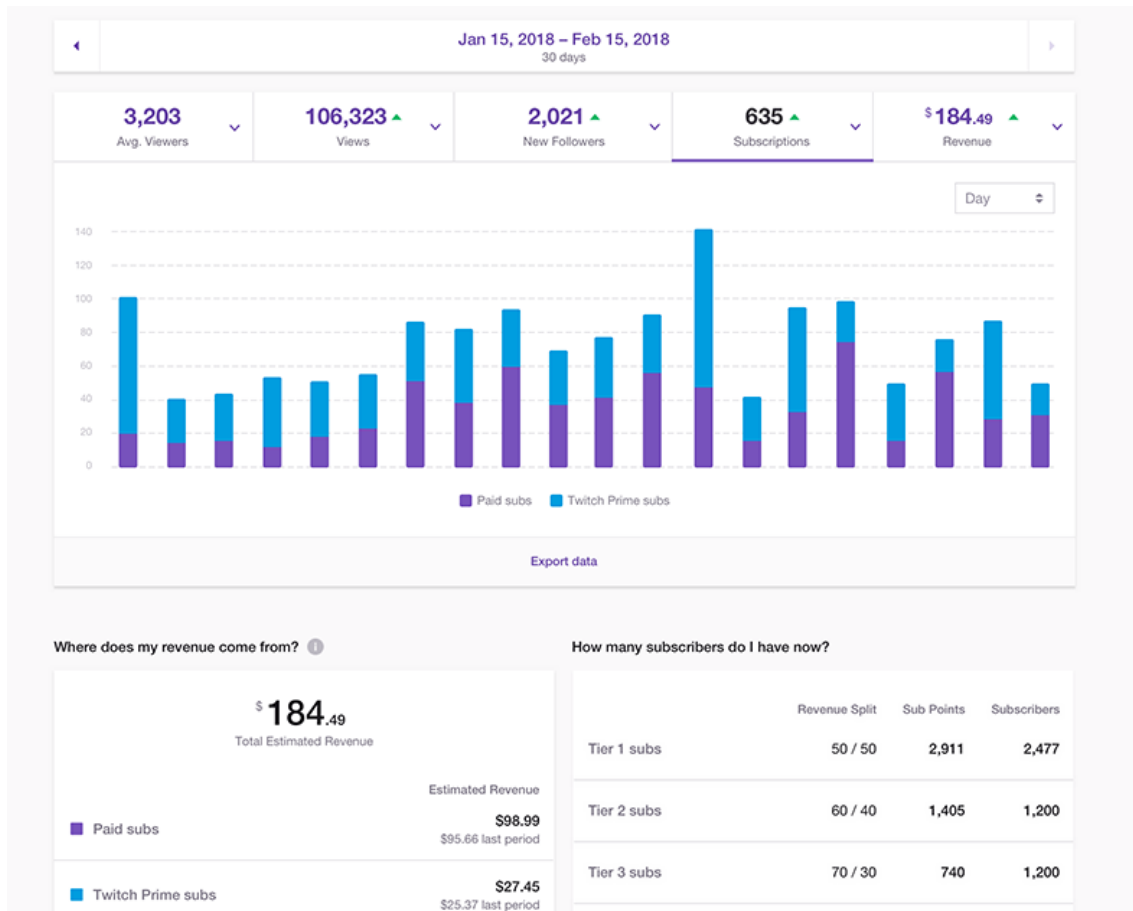 Jan 15, 2018 – Feb 15, 2018
30 days
3,203
Avg. Viewers
106,323
Views
2,021
New Followers
635
Subscriptions
$184.49
Revenue
Day
140
120
100
80
60
40
20
0
Paid subs
Twitch Prime subs
Export data
Where does my revenue come from? i
$184.49
Total Estimated Revenue
Estimated Revenue
Paid subs $98.99
$95.66 last period
Twitch Prime subs $27.45
$25.37 last period
How many subscribers do I have now?
Revenue Split Sub Points Subscribers
Tier 1 subs 50 / 50 2,911 2,477
Tier 2 subs 60 / 40 1,405 1,200
Tier 3 subs 70 / 30 740 1,200